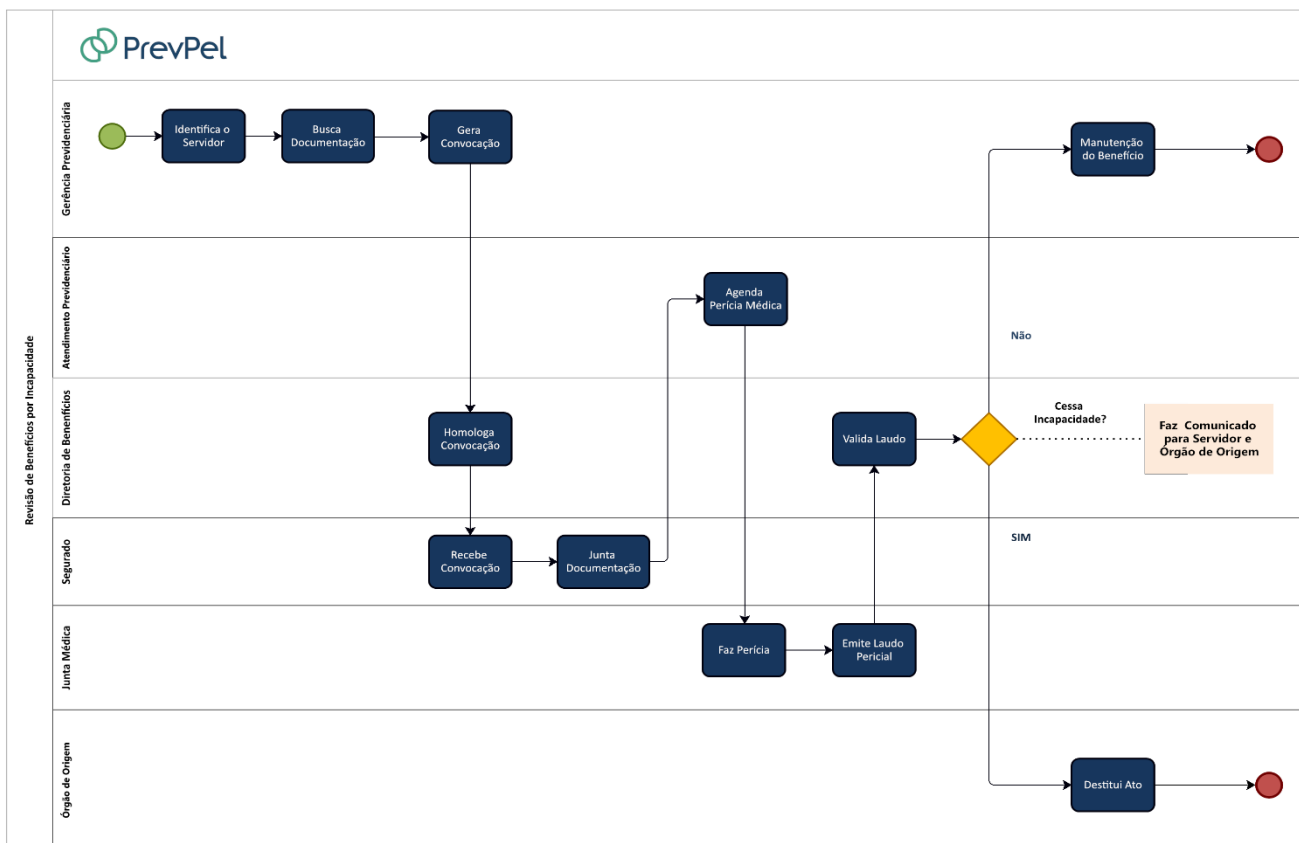 PrevPel
Revisão de Benefícios por Incapacidade
Gerência Previdenciária
Identifica o
Servidor
Busca
Documentação
Gera
Convocação
Manutenção
do Benefício
Atendimento Previdenciário
Agenda
Perícia Médica
Não
Diretoria de Benenfícios
Homologa
Convocação
Valida Laudo
Cessa
Incapacidade?
Faz  Comunicado
para Servidor e
Órgão de Origem
Segurado
Recebe
Convocação
Junta
Documentação
SIM
Junta Médica
Faz Perícia
Emite Laudo
Pericial
Órgão de Origem
Destitui Ato